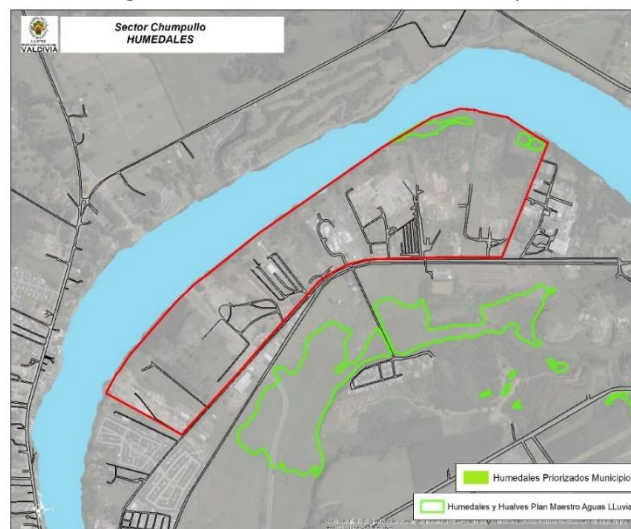 VALDIVIA
Sector Chumpullo
HUMEDALES
Humedales Priorizados Municipio
Humedales y Hualves Plan Maestro Aguas LLuvia